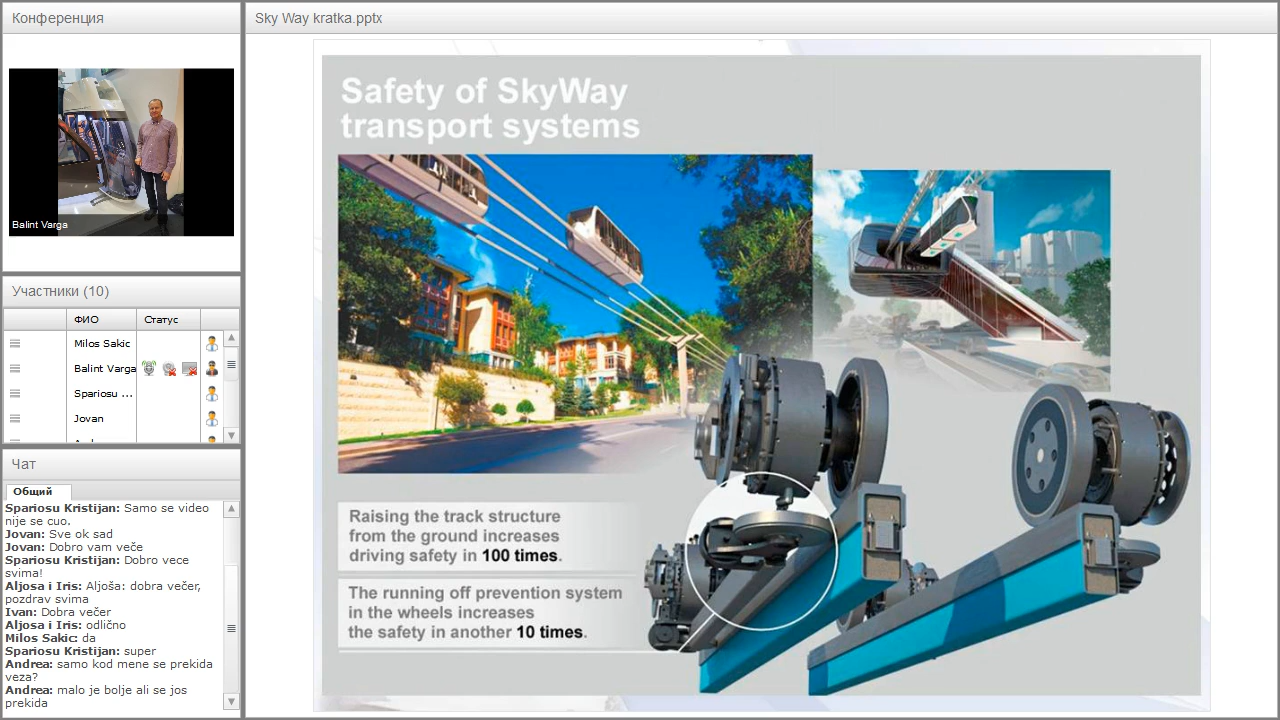 Конференция
Balint Varga
Участники (10)
ФИО
Статус
Milos Sakic
Balint Varga
Spariosu ...
Jovan
Чат
Общий
Spariosu Kristijan: Samo se video
nije se cuo.
Jovan: Sve ok sad
Jovan: Dobro vam veče
Spariosu Kristijan: Dobro vece
svima!
Aljosa i Iris: Aljoša: dobra večer,
pozdrav svima
Ivan: Dobra večer
Aljosa i Iris: odlično
Milos Sakic: da
Spariosu Kristijan: super
Andrea: samo kod mene se prekida
veza?
Andrea: malo je bolje ali se jos
prekida
Sky Way kratka.pptx
Safety of SkyWay
transport systems
Raising the track structure
from the ground increases
driving safety in 100 times.
The running off prevention system
in the wheels increases
the safety in another 10 times.